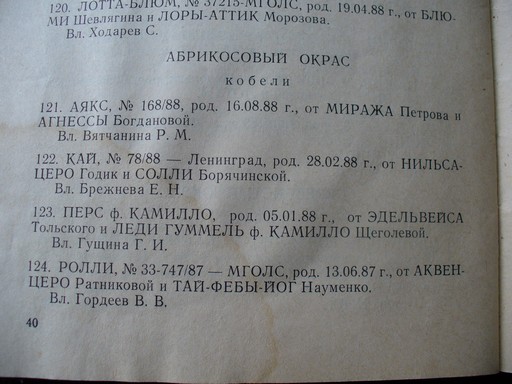 120. ЛОТТА-БЛЮМ, № 37215-МГОЛС, род. 19.04.88 г., от БЛЮ-
МИ Шевлягина и ЛОРЫ-АТТИК Морозова.
Вл. Ходарев С.
АБРИКОСОВЫЙ ОКРАС
кобели
121. АЯКС, № 168/88, род. 16.08.88 г., от МИРАЖА Петрова и
АГНЕССЫ Богдановой.
Вл. Вятчанина Р. М.
122. КАЙ, № 78/88 — Ленинград, род. 28.02.88 г., от НИЛЬСА-
ЦЕРО Годик и СОЛЛИ Борячинской.
Вл. Брежнева Е. Н.
123. ПЕРС ф. КАМИЛЛО, род. 05.01.88 г., от ЭДЕЛЬВЕЙСА
Тольского и ЛЕДИ ГУММЕЛЬ ф. КАМИЛЛО Щеголевой.
Вл. Гущина Г. И.
124. РОЛЛИ, № 33-747/87 — МГОЛС, род. 13.06.87 г., от АКВЕН-
ЦЕРО Ратниковой и ТАЙ-ФЕБЫ-ЙОГ Науменко.
Вл. Гордеев В. В.
40